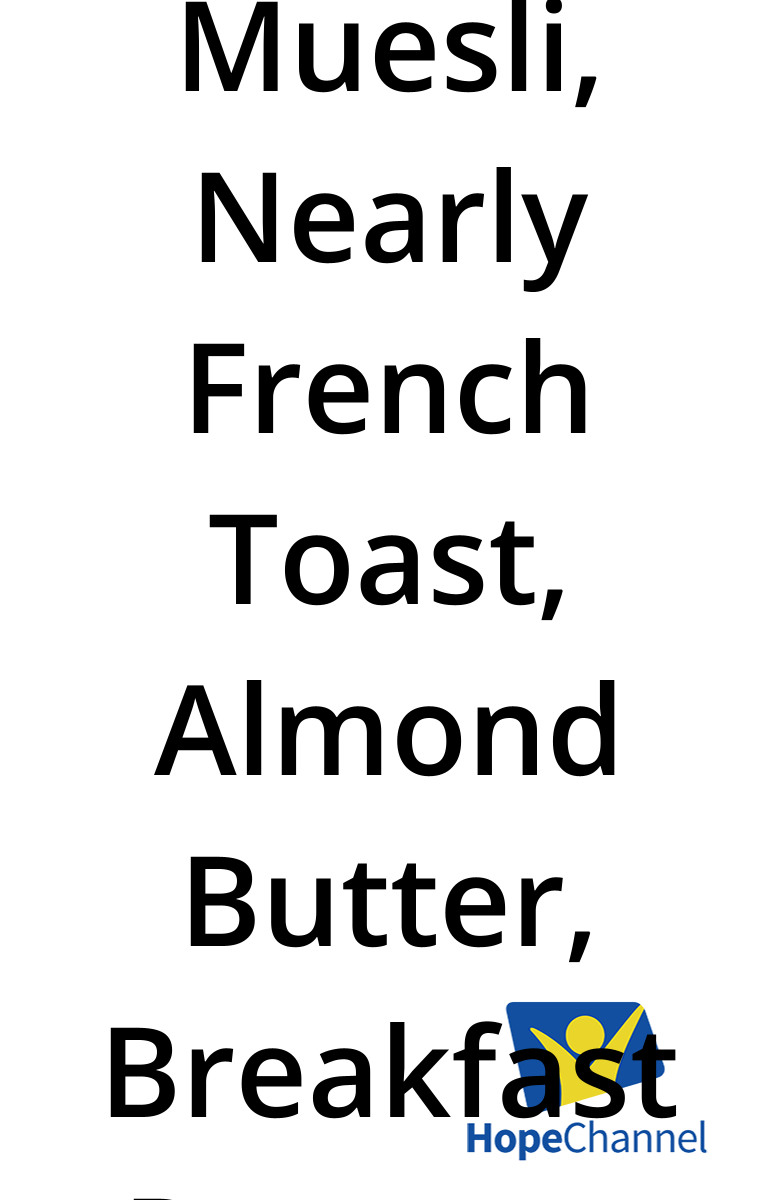 Muesli,
Nearly
French
Toast,
Almond
Butter,
Breakfast
HopeChannel